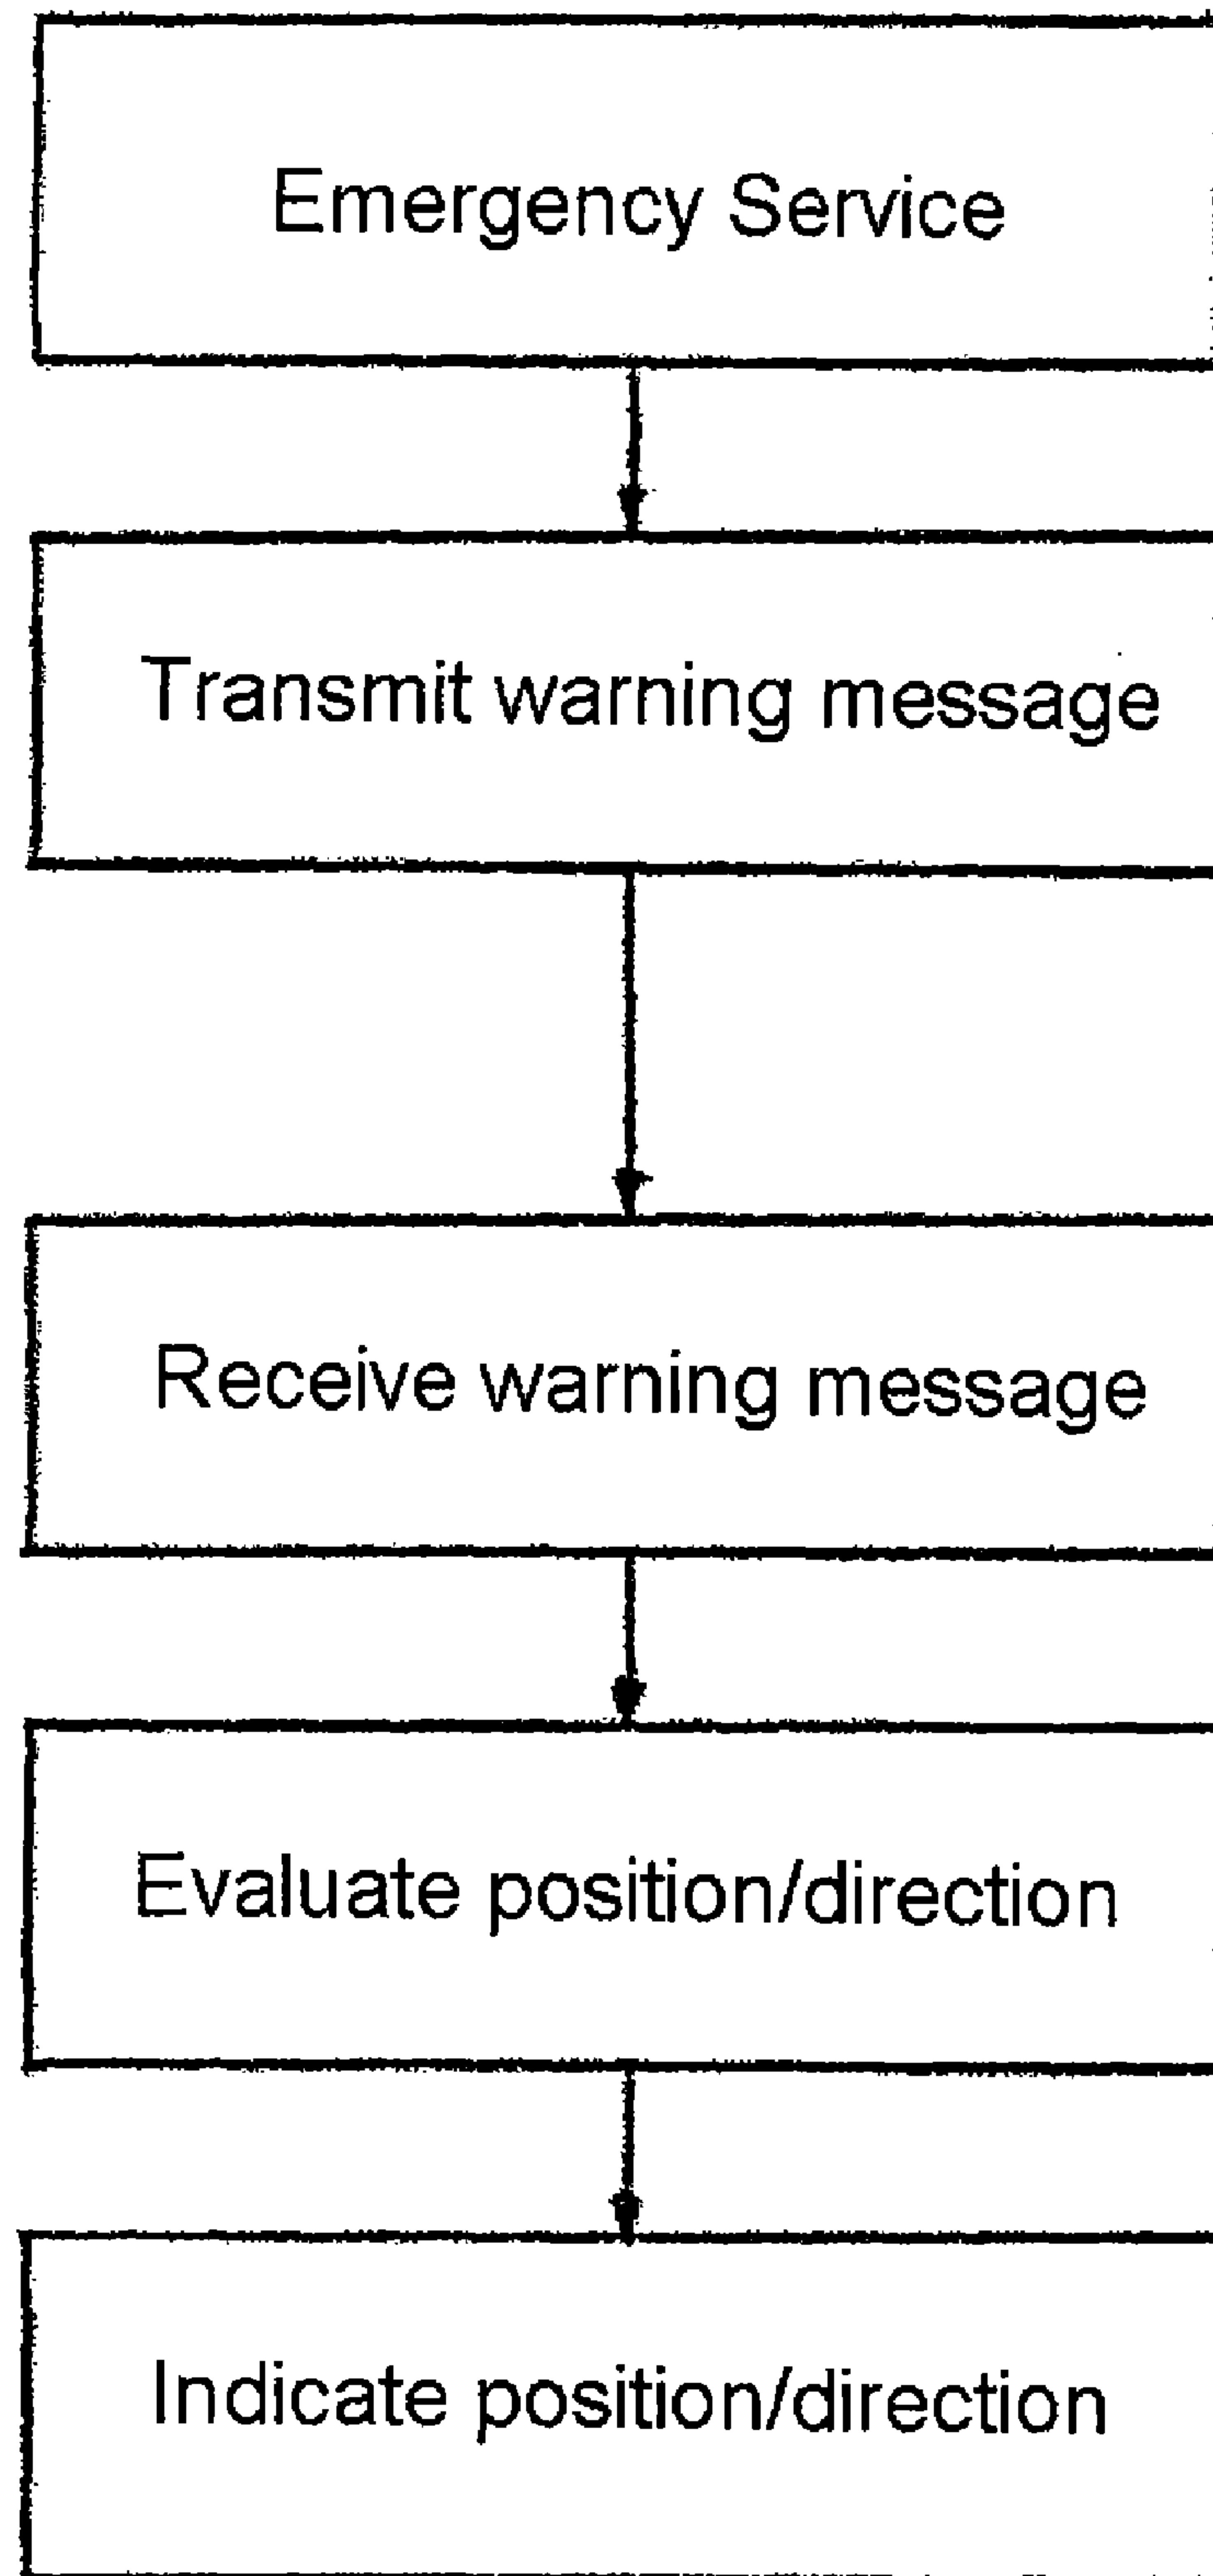 Emergency Service
Transmit warning message
Receive warning message
Evaluate position/direction
Indicate position/direction